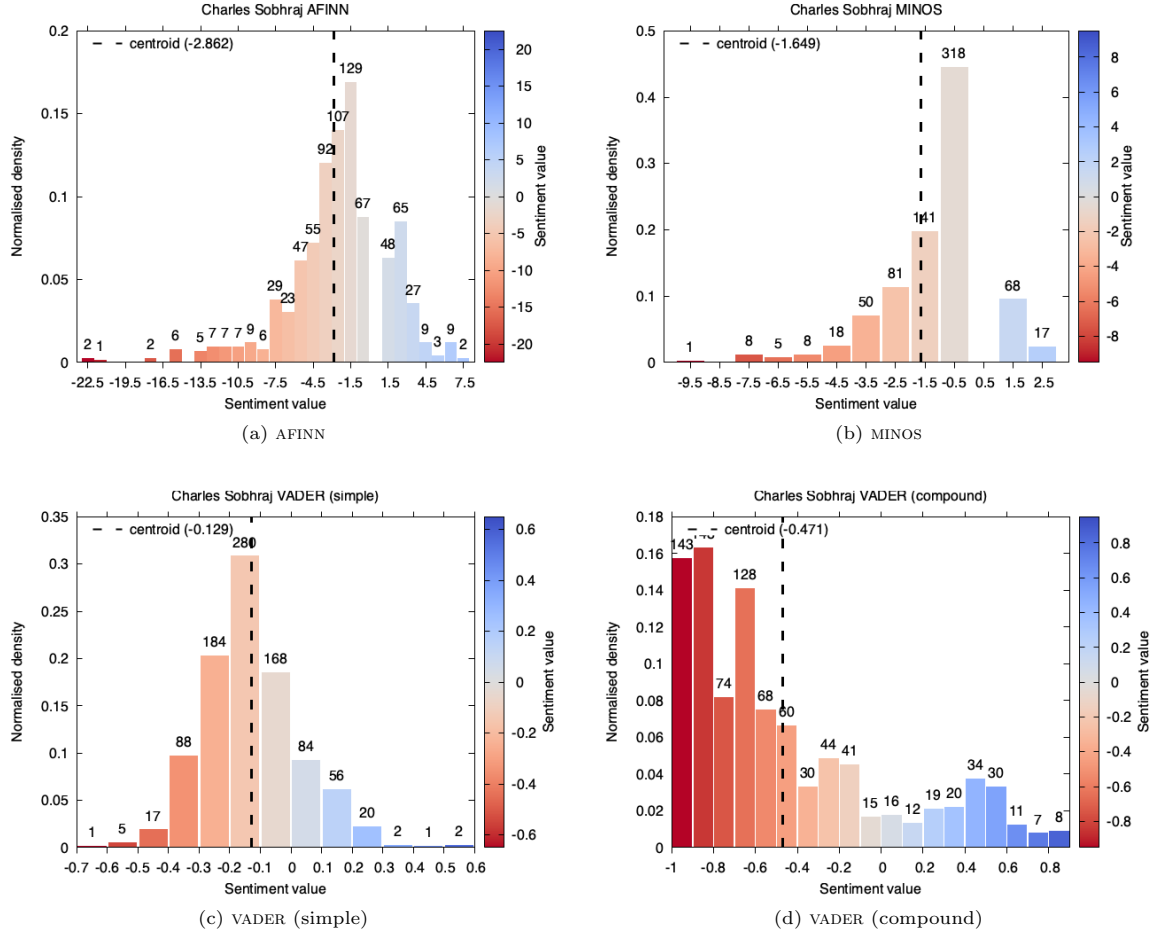 Charles Sobhraj AFINN
centroid (-2.862)
Normalised density
0.2
0.15
0.1
0.05
0
2 1 2 6 5 7 7 7 9 6 29 23 47 55 92 107 129 67 48 65 27 9 3 9 2
-22.5 -19.5 -16.5 -13.5 -10.5 -7.5 -4.5 -1.5 1.5 4.5 7.5
Sentiment value
20
15
10
5
0
-5
-10
-15
-20
Sentiment value
(a) AFINN
Charles Sobhraj MINOS
centroid (-1.649)
Normalised density
0.5
0.4
0.3
0.2
0.1
0
1 8 5 8 18 50 81 141 318 68 17
-9.5 -8.5 -7.5 -6.5 -5.5 -4.5 -3.5 -2.5 -1.5 -0.5 0.5 1.5 2.5
Sentiment value
8
6
4
2
0
-2
-4
-6
-8
Sentiment value
(b) MINOS
Charles Sobhraj VADER (simple)
centroid (-0.129)
Normalised density
0.35
0.3
0.25
0.2
0.15
0.1
0.05
0
1 5 17 88 184 280 168 84 56 20 2 1 2
-0.7 -0.6 -0.5 -0.4 -0.3 -0.2 -0.1 0 0.1 0.2 0.3 0.4 0.5 0.6
Sentiment value
0.6
0.4
0.2
0
-0.2
-0.4
-0.6
Sentiment value
(c) VADER (simple)
Charles Sobhraj VADER (compound)
centroid (-0.471)
Normalised density
0.18
0.16
0.14
0.12
0.1
0.08
0.06
0.04
0.02
0
143 74 128 68 60 30 44 41 15 16 12 19 20 34 30 11 7 8
-1 -0.8 -0.6 -0.4 -0.2 0 0.2 0.4 0.6 0.8
Sentiment value
0.8
0.6
0.4
0.2
0
-0.2
-0.4
-0.6
-0.8
Sentiment value
(d) VADER (compound)